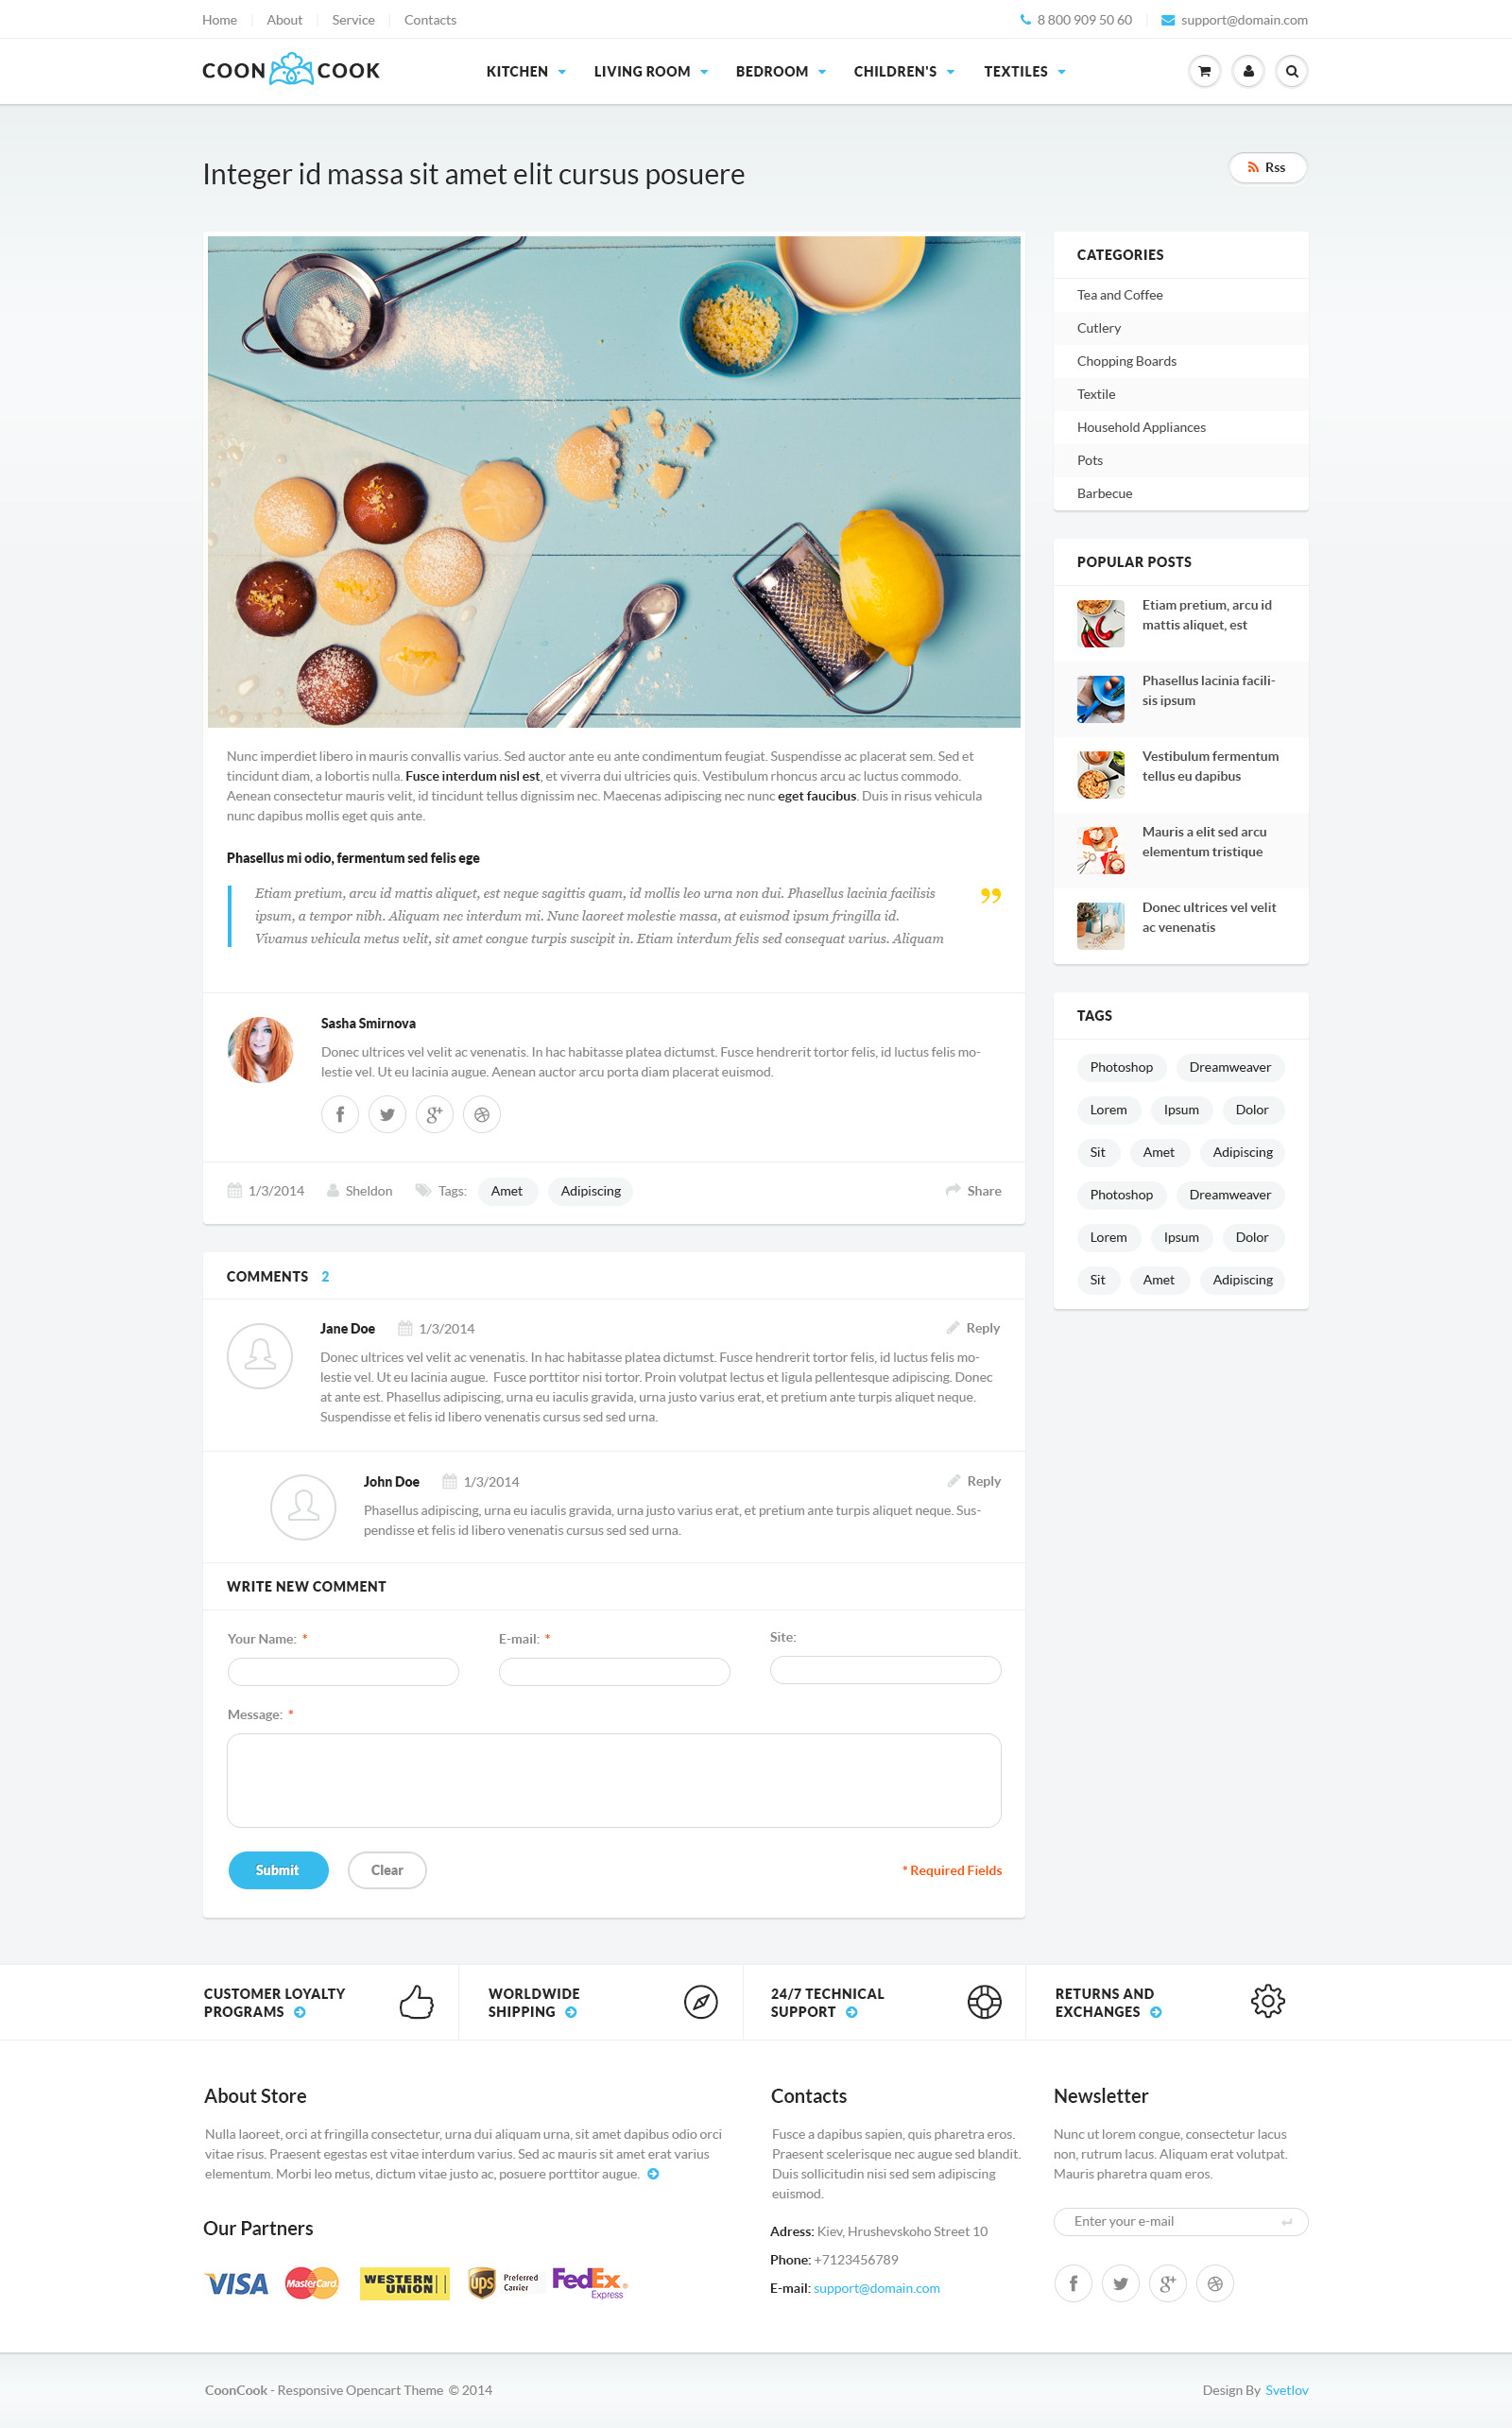 Home About Service Contacts
8 800 909 50 60 support@domain.com
COON COOK
KITCHEN LIVING ROOM BEDROOM CHILDREN'S TEXTILES
Integer id massa sit amet elit cursus posuere
Rss
Nunc imperdiet libero in mauris convallis varius. Sed auctor ante eu ante condimentum feugiat. Suspendisse ac placerat sem. Sed et
tincidunt diam, a lobortis nulla. Fusce interdum nisl est, et viverra dui ultricies quis. Vestibulum rhoncus arcu ac luctus commodo.
Aenean consectetur mauris velit, id tincidunt tellus dignissim nec. Maecenas adipiscing nec nunc eget faucibus. Duis in risus vehicula
nunc dapibus mollis eget quis ante.
Phasellus mi odio, fermentum sed felis ege
Etiam pretium, arcu id mattis aliquet, est neque sagittis quam, id mollis leo urna non dui. Phasellus lacinia facilisis
ipsum, a tempor nibh. Aliquam nec interdum mi. Nunc laoreet molestie massa, at euismod ipsum fringilla id.
Vivamus vehicula metus velit, sit amet congue turpis suscipit in. Etiam interdum felis sed consequat varius. Aliquam
”
Sasha Smirnova
Donec ultrices vel velit ac venenatis. In hac habitasse platea dictumst. Fusce hendrerit tortor felis, id luctus felis mo-
lestie vel. Ut eu lacinia augue. Aenean auctor arcu porta diam placerat euismod.
1/3/2014 Sheldon Tags: Amet Adipiscing Share
COMMENTS 2
Jane Doe 1/3/2014 Reply
Donec ultrices vel velit ac venenatis. In hac habitasse platea dictumst. Fusce hendrerit tortor felis, id luctus felis mo-
lestie vel. Ut eu lacinia augue. Fusce porttitor nisi tortor. Proin volutpat lectus et ligula pellentesque adipiscing. Donec
at ante est. Phasellus adipiscing, urna eu iaculis gravida, urna justo varius erat, et pretium ante turpis aliquet neque.
Suspendisse et felis id libero venenatis cursus sed sed urna.
John Doe 1/3/2014 Reply
Phasellus adipiscing, urna eu iaculis gravida, urna justo varius erat, et pretium ante turpis aliquet neque. Sus-
pendisse et felis id libero venenatis cursus sed sed urna.
WRITE NEW COMMENT
Your Name: * E-mail: * Site:
Message: *
Submit Clear * Required Fields
CATEGORIES
Tea and Coffee
Cutlery
Chopping Boards
Textile
Household Appliances
Pots
Barbecue
POPULAR POSTS
Etiam pretium, arcu id
mattis aliquet, est
Phasellus lacinia facili-
sis ipsum
Vestibulum fermentum
tellus eu dapibus
Mauris a elit sed arcu
elementum tristique
Donec ultrices vel velit
ac venenatis
TAGS
Photoshop Dreamweaver
Lorem Ipsum Dolor
Sit Amet Adipiscing
Photoshop Dreamweaver
Lorem Ipsum Dolor
Sit Amet Adipiscing
CUSTOMER LOYALTY
PROGRAMS
WORLDWIDE
SHIPPING
24/7 TECHNICAL
SUPPORT
RETURNS AND
EXCHANGES
About Store
Nulla laoreet, orci at fringilla consectetur, urna dui aliquam urna, sit amet dapibus odio orci
vitae risus. Praesent egestas est vitae interdum varius. Sed ac mauris sit amet erat varius
elementum. Morbi leo metus, dictum vitae justo ac, posuere porttitor augue.
Our Partners
VISA MasterCard WESTERN UNION ups Preferred Carrier FedEx Express
Contacts
Fusce a dapibus sapien, quis pharetra eros.
Praesent scelerisque nec augue sed blandit.
Duis sollicitudin nisi sed sem adipiscing
euismod.
Adress: Kiev, Hrushevskoho Street 10
Phone: +7123456789
E-mail: support@domain.com
Newsletter
Nunc ut lorem congue, consectetur lacus
non, rutrum lacus. Aliquam erat volutpat.
Mauris pharetra quam eros.
Enter your e-mail
CoonCook - Responsive Opencart Theme © 2014
Design By Svetlov